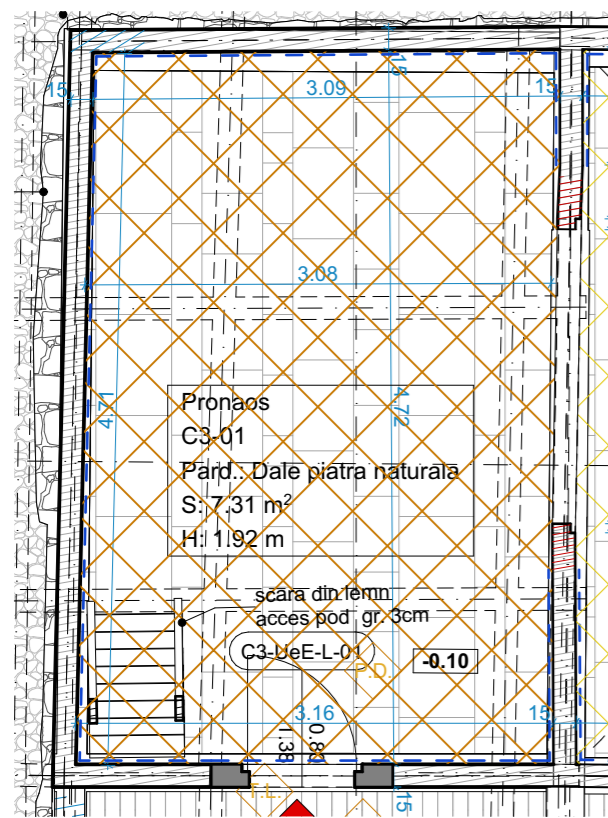 15
15
3.09
15
3.08
4.71
4.72
Pronaos
C3-01
Pard.: Dale piatra naturala
S: 7.31 m²
H: 1.92 m
scara din lemn
acces pod gr. 3cm
C3-UeE-L-01
P.D.
-0.10
3.16
15
1.38
0.8
T.L.
15